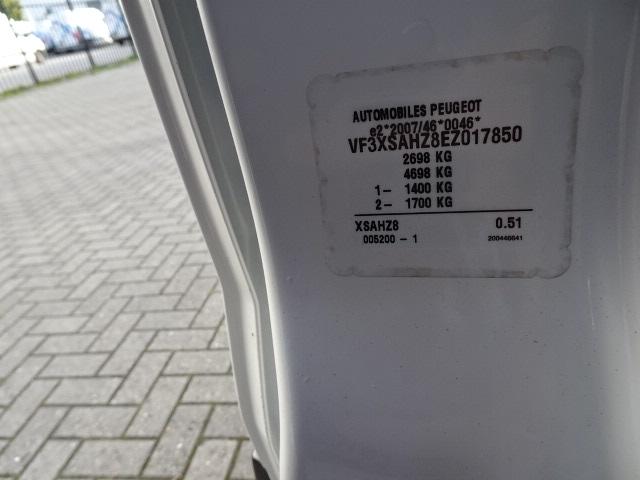 AUTOMOBILES PEUGEOT
e2*2007/46*0046*
VF3XSAHZ8EZ017850
2698 KG
4698 KG
1- 1400 KG
2- 1700 KG
XSAHZ8 0.51
005200 - 1 200446641